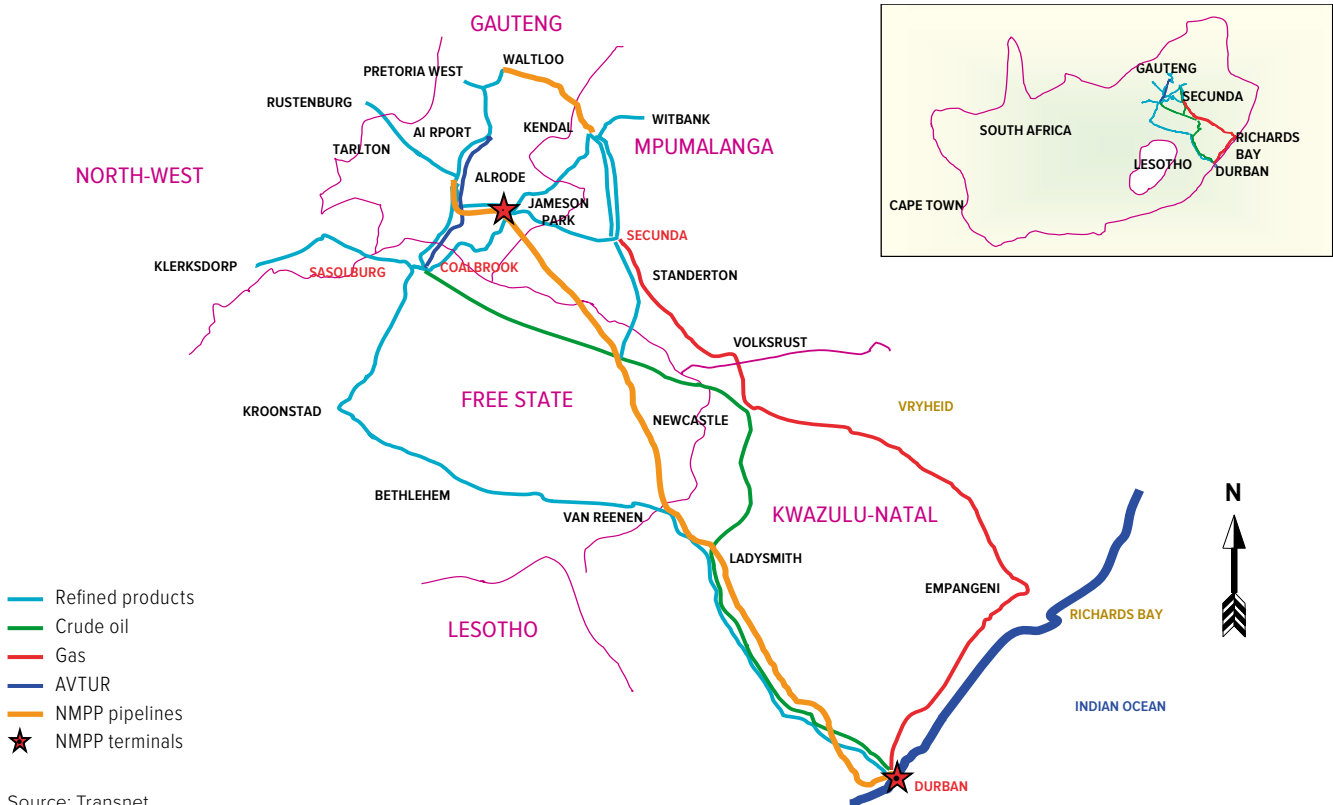 GAUTENG
WALTLOO
PRETORIA WEST
RUSTENBURG
AI RPORT
KENDAL
WITBANK
TARLTON
MPUMALANGA
NORTH-WEST
ALRODE
JAMESON
PARK
SECUNDA
KLERKSDORP
SASOLBURG
COALBROOK
STANDERTON
VOLKSRUST
FREE STATE
VRYHEID
KROONSTAD
NEWCASTLE
BETHLEHEM
VAN REENEN
KWAZULU-NATAL
LADYSMITH
EMPANGENI
RICHARDS BAY
LESOTHO
INDIAN OCEAN
DURBAN
N
GAUTENG
SECUNDA
SOUTH AFRICA
RICHARDS
BAY
LESOTHO
DURBAN
CAPE TOWN
Refined products
Crude oil
Gas
AVTUR
NMPP pipelines
NMPP terminals
Source: Transnet